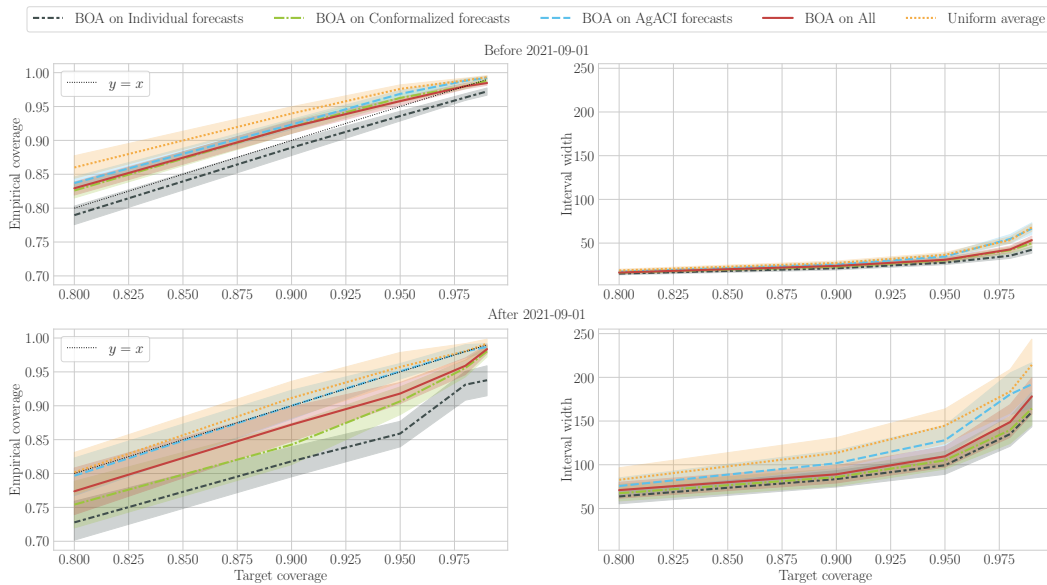 BOA on Individual forecasts
BOA on Conformalized forecasts
BOA on AgACI forecasts
BOA on All
Uniform average
Before 2021-09-01
y = x
Empirical coverage
1.00
0.95
0.90
0.85
0.80
0.75
0.70
0.800 0.825 0.850 0.875 0.900 0.925 0.950 0.975
Interval width
250
200
150
100
50
0.800 0.825 0.850 0.875 0.900 0.925 0.950 0.975
After 2021-09-01
y = x
Empirical coverage
1.00
0.95
0.90
0.85
0.80
0.75
0.70
0.800 0.825 0.850 0.875 0.900 0.925 0.950 0.975
Target coverage
Interval width
250
200
150
100
50
0.800 0.825 0.850 0.875 0.900 0.925 0.950 0.975
Target coverage